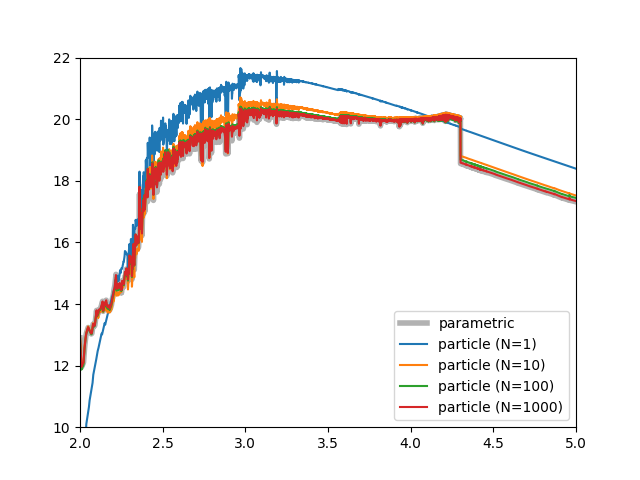 22
20
18
16
14
12
10
2.0 2.5 3.0 3.5 4.0 4.5 5.0
parametric
particle (N=1)
particle (N=10)
particle (N=100)
particle (N=1000)